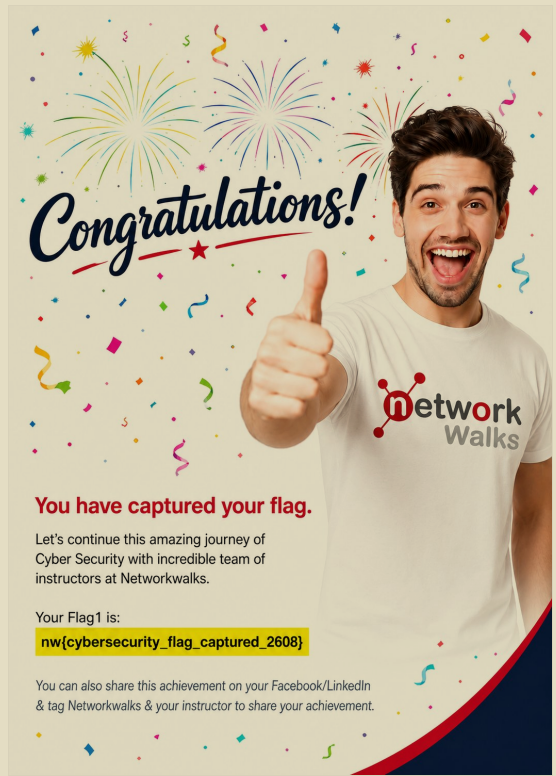 Congratulations!
network
Walks
You have captured your flag.
Let's continue this amazing journey of
Cyber Security with incredible team of
instructors at Networkwalks.
Your Flag1 is:
nw{cybersecurity_flag_captured_2608}
You can also share this achievement on your Facebook/LinkedIn
& tag Networkwalks & your instructor to share your achievement.